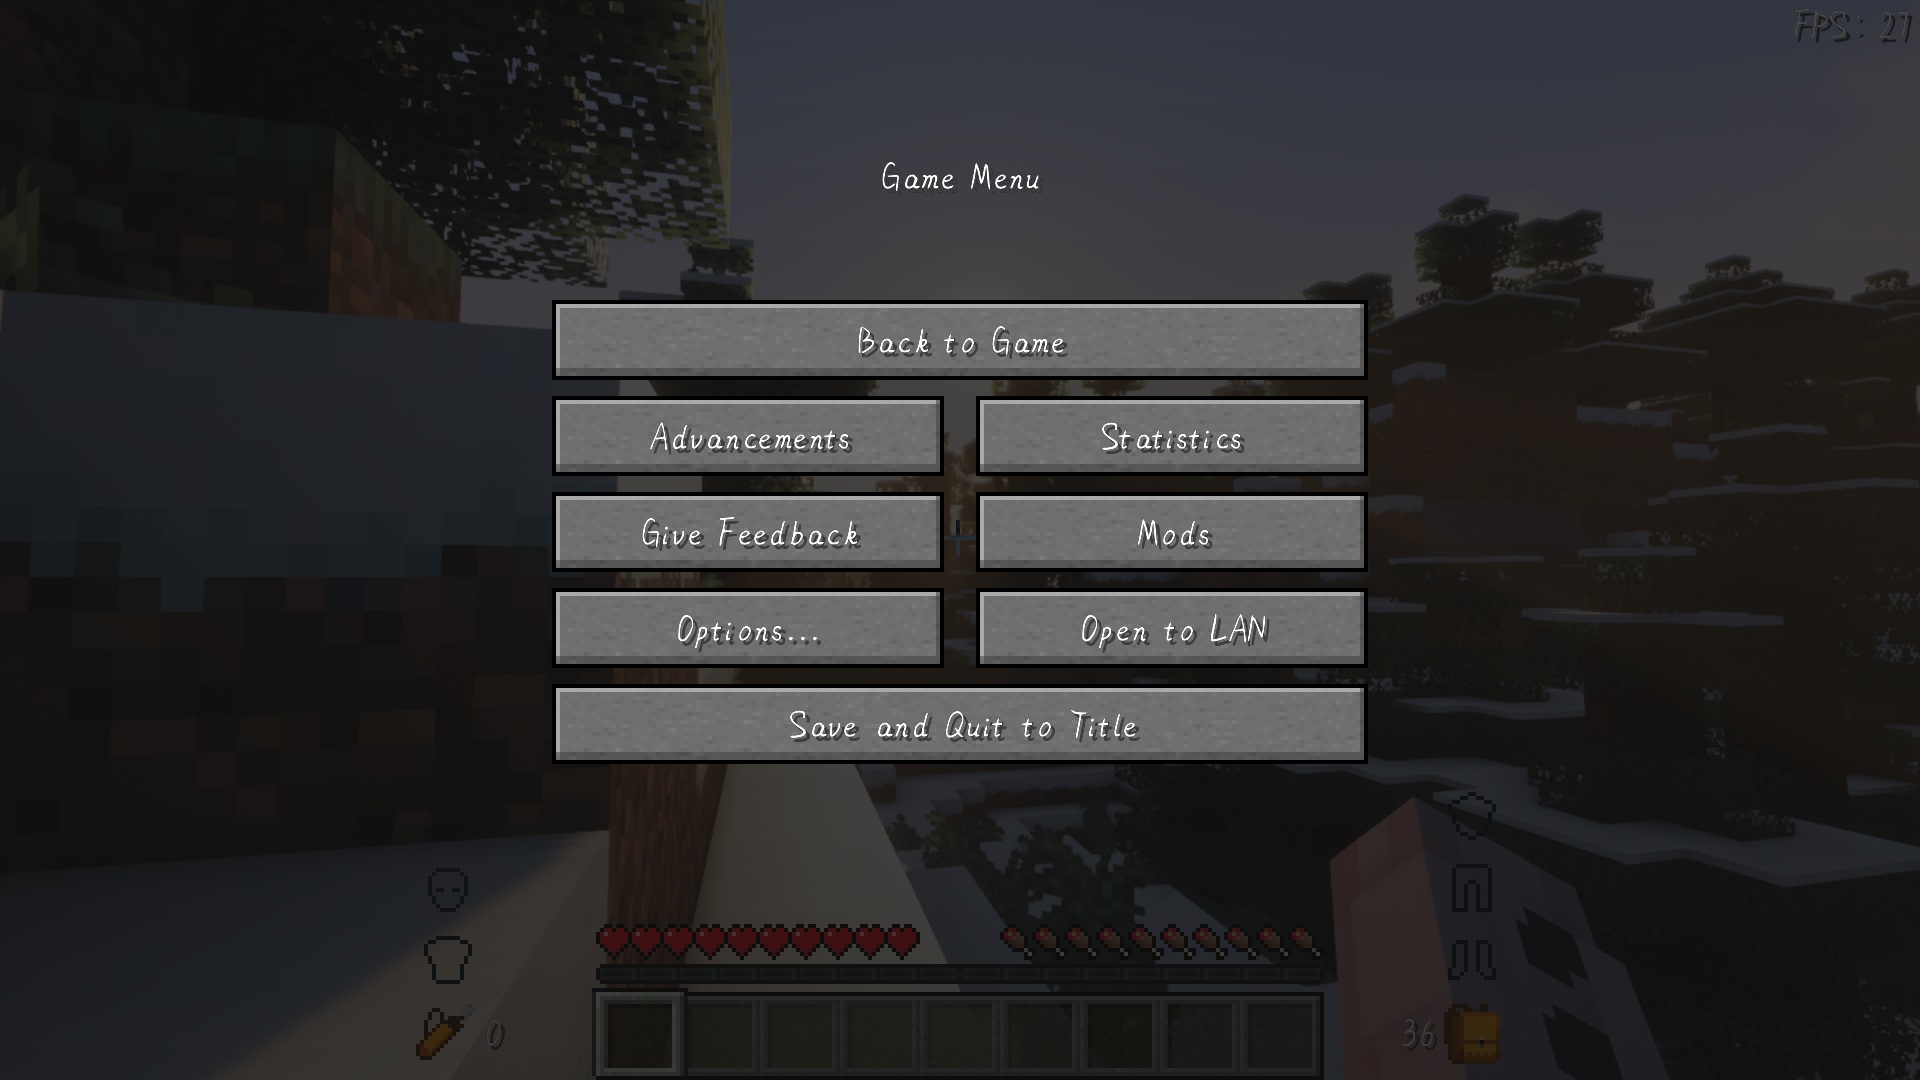 FPS: 27
Game Menu
Back to Game
Advancements
Statistics
Give Feedback
Mods
Options...
Open to LAN
Save and Quit to Title
0
36